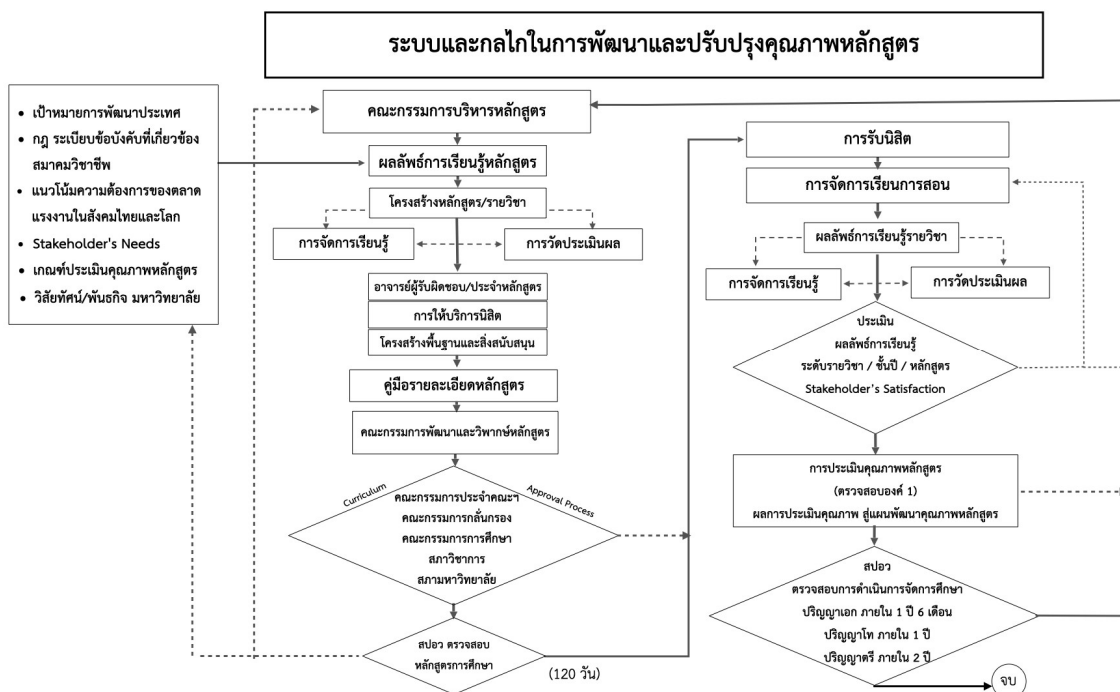 ระบบและกลไกในการพัฒนาและปรับปรุงคุณภาพหลักสูตร
• เป้าหมายการพัฒนาประเทศ
• กฎ ระเบียบข้อบังคับที่เกี่ยวข้อง
สมาคมวิชาชีพ
• แนวโน้มความต้องการของตลาด
แรงงานในสังคมไทยและโลก
• Stakeholder's Needs
• เกณฑ์ประเมินคุณภาพหลักสูตร
• วิสัยทัศน์/พันธกิจ มหาวิทยาลัย
คณะกรรมการบริหารหลักสูตร
ผลลัพธ์การเรียนรู้หลักสูตร
โครงสร้างหลักสูตร/รายวิชา
การจัดการเรียนรู้
การวัดประเมินผล
อาจารย์ผู้รับผิดชอบ/ประจำหลักสูตร
การให้บริการนิสิต
โครงสร้างพื้นฐานและสิ่งสนับสนุน
คู่มือรายละเอียดหลักสูตร
คณะกรรมการพัฒนาและวิพากษ์หลักสูตร
Curriculum
Approval Process
คณะกรรมการประจำคณะฯ
คณะกรรมการกลั่นกรอง
คณะกรรมการการศึกษา
สภาวิชาการ
สภามหาวิทยาลัย
สปอว ตรวจสอบ
หลักสูตรการศึกษา
(120 วัน)
การรับนิสิต
การจัดการเรียนการสอน
ผลลัพธ์การเรียนรู้รายวิชา
การจัดการเรียนรู้
การวัดประเมินผล
ประเมิน
ผลลัพธ์การเรียนรู้
ระดับรายวิชา / ชั้นปี / หลักสูตร
Stakeholder's Satisfaction
การประเมินคุณภาพหลักสูตร
(ตรวจสอบองค์ 1)
ผลการประเมินคุณภาพ สู่แผนพัฒนาคุณภาพหลักสูตร
สปอว
ตรวจสอบการดำเนินการจัดการศึกษา
ปริญญาเอก ภายใน 1 ปี 6 เดือน
ปริญญาโท ภายใน 1 ปี
ปริญญาตรี ภายใน 2 ปี
จบ